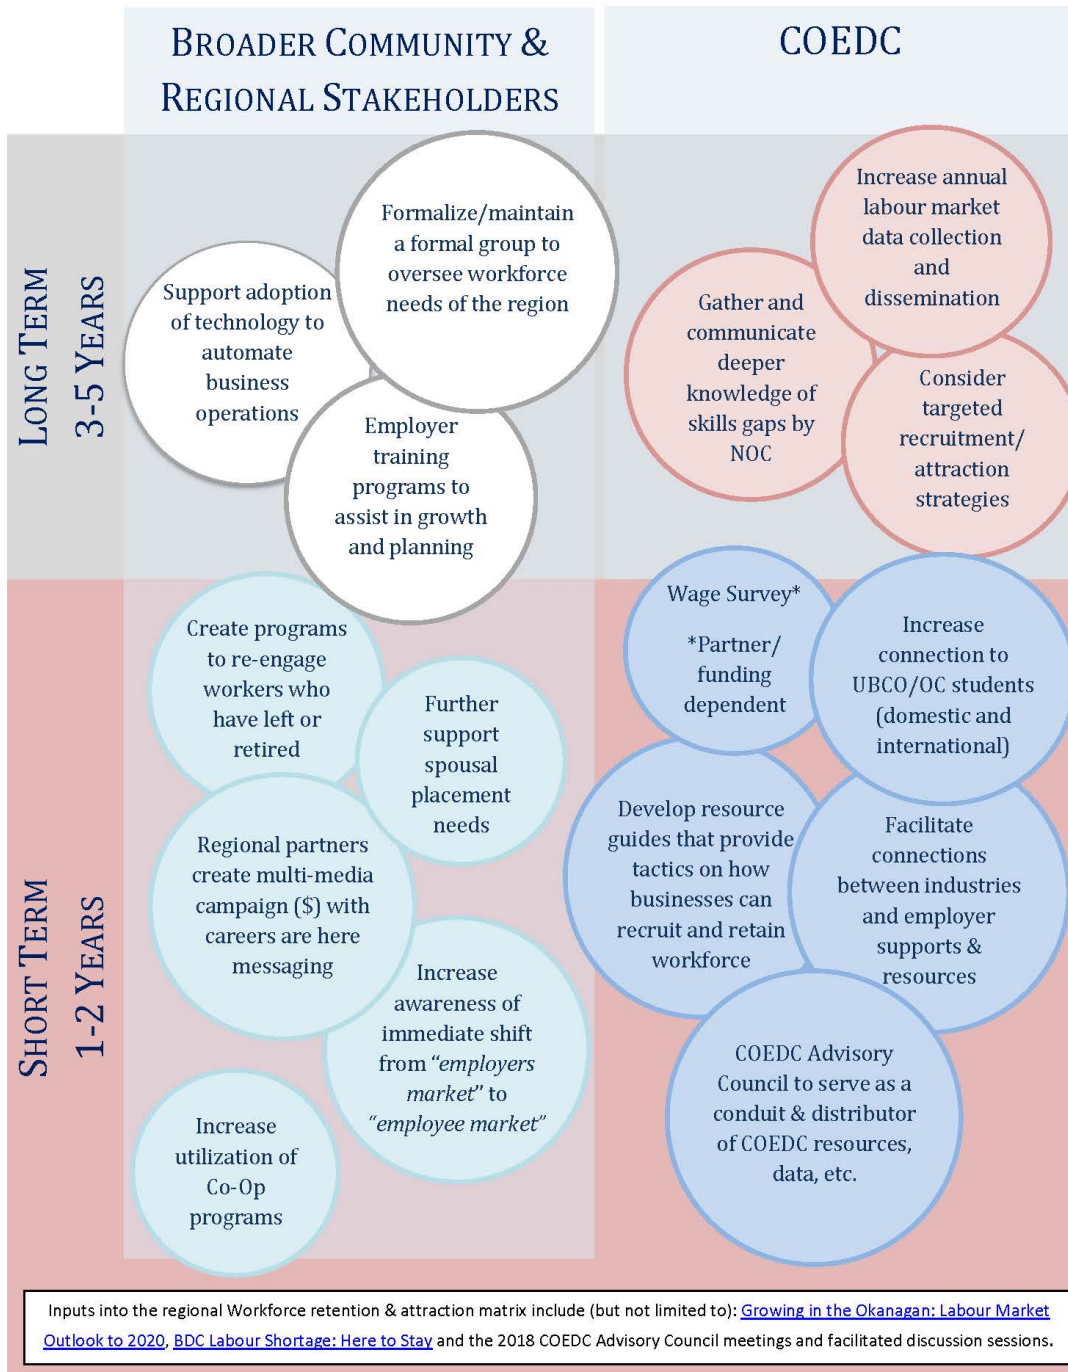 BROADER COMMUNITY &
REGIONAL STAKEHOLDERS
COEDC
LONG TERM
3-5 YEARS
Formalize/maintain
a formal group to
oversee workforce
needs of the region
Support adoption
of technology to
automate
business
operations
Employer
training
programs to
assist in growth
and planning
Increase annual
labour market
data collection
and
dissemination
Gather and
communicate
deeper
knowledge of
skills gaps by
NOC
Consider
targeted
recruitment/
attraction
strategies
SHORT TERM
1-2 YEARS
Create programs
to re-engage
workers who
have left or
retired
Further
support
spousal
placement
needs
Regional partners
create multi-media
campaign ($) with
careers are here
messaging
Increase
awareness of
immediate shift
from “employers
market” to
“employee market”
Increase
utilization of
Co-Op
programs
Wage Survey*
*Partner/
funding
dependent
Increase
connection to
UBCO/OC students
(domestic and
international)
Develop resource
guides that provide
tactics on how
businesses can
recruit and retain
workforce
Facilitate
connections
between industries
and employer
supports &
resources
COEDC Advisory
Council to serve as a
conduit & distributor
of COEDC resources,
data, etc.
Inputs into the regional Workforce retention & attraction matrix include (but not limited to): Growing in the Okanagan: Labour Market
Outlook to 2020, BDC Labour Shortage: Here to Stay and the 2018 COEDC Advisory Council meetings and facilitated discussion sessions.